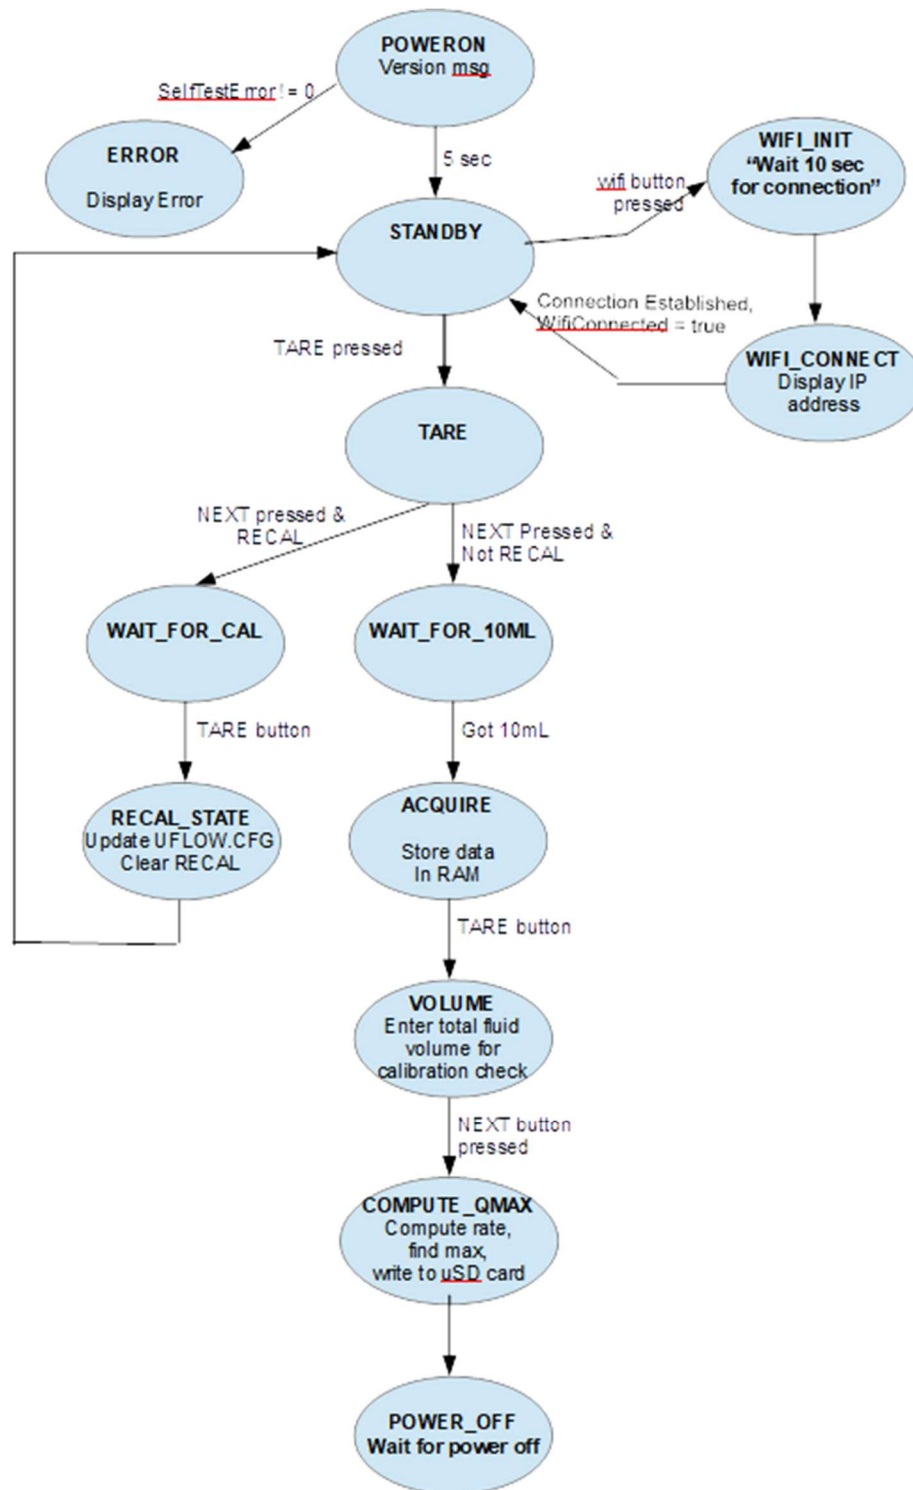 POWERON
Version msg
SelfTestError! = 0
ERROR
Display Error
5 sec
WIFI_INIT
“Wait 10 sec
for connection”
wifi button
pressed
STANDBY
Connection Established,
WifiConnected = true
WIFI_CONNECT
Display IP
address
TARE pressed
TARE
NEXT pressed &
RECAL
NEXT Pressed &
Not RECAL
WAIT_FOR_CAL
WAIT_FOR_10ML
TARE button
Got 10mL
RECAL_STATE
Update UFLOW.CFG
Clear RECAL
ACQUIRE
Store data
In RAM
TARE button
VOLUME
Enter total fluid
volume for
calibration check
NEXT button
pressed
COMPUTE_QMAX
Compute rate,
find max,
write to uSD card
POWER_OFF
Wait for power off